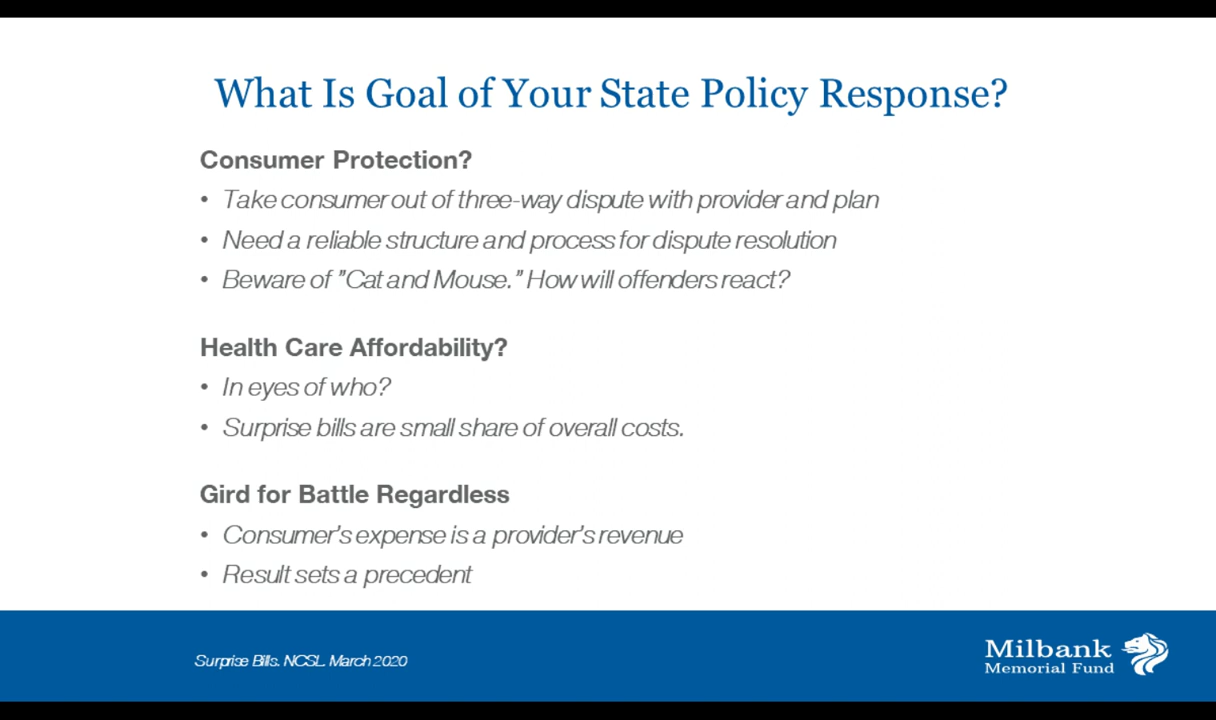 What Is Goal of Your State Policy Response?
Consumer Protection?
• Take consumer out of three-way dispute with provider and plan
• Need a reliable structure and process for dispute resolution
• Beware of "Cat and Mouse." How will offenders react?
Health Care Affordability?
• In eyes of who?
• Surprise bills are small share of overall costs.
Gird for Battle Regardless
• Consumer's expense is a provider's revenue
• Result sets a precedent
Surprise Bills. NCSL. March 2020
Milbank
Memorial Fund